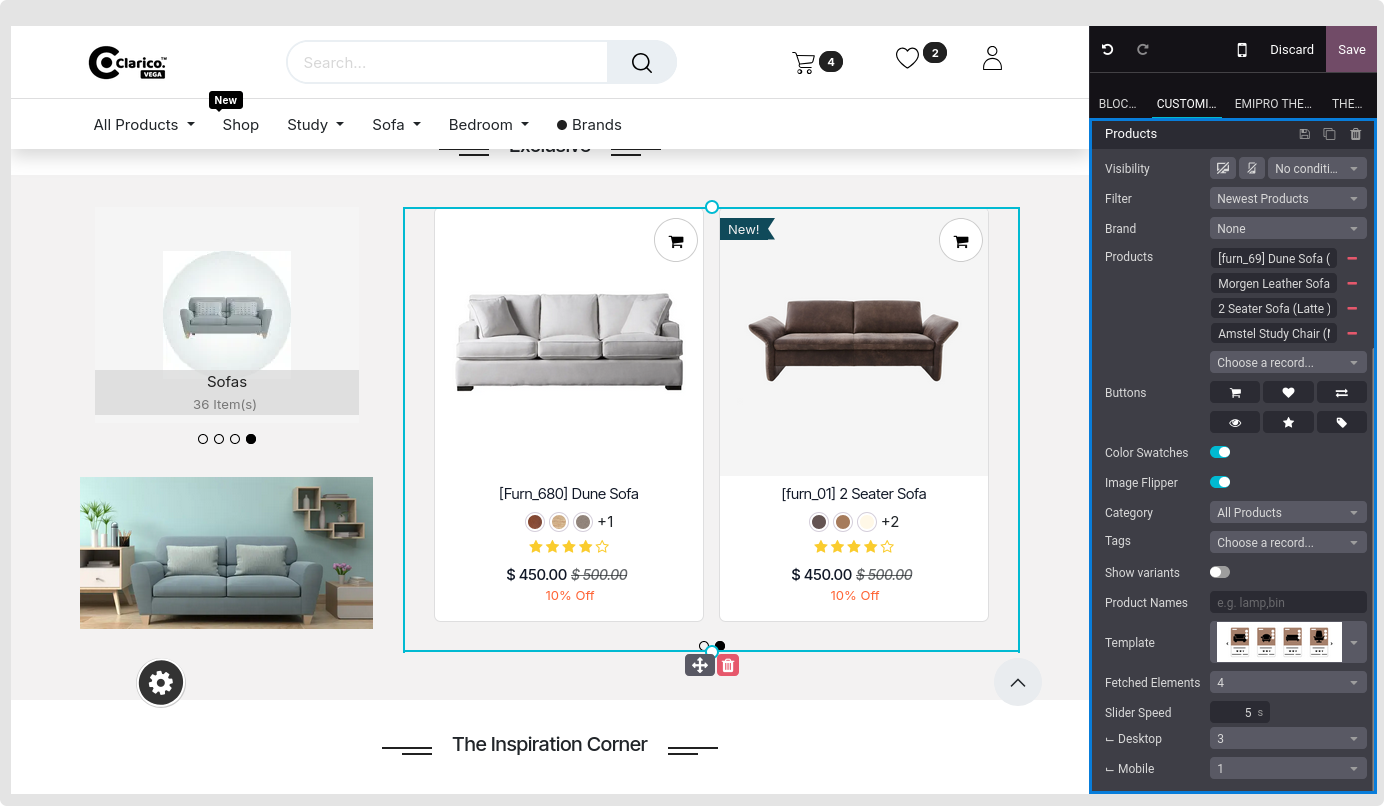 Clarico.™
VEGA
Search...
4
2
Discard
Save
New
All Products
Shop
Study
Sofa
Bedroom
Brands
BLOC...
CUSTOMI...
EMIPRO THE...
THE...
Exclusive
Sofas
36 Item(s)
New!
[Furn_680] Dune Sofa
+1
$ 450.00 $ 500.00
10% Off
[furn_01] 2 Seater Sofa
+2
$ 450.00 $ 500.00
10% Off
The Inspiration Corner
Products
Visibility
No conditi...
Filter
Newest Products
Brand
None
Products
[furn_69] Dune Sofa (
Morgen Leather Sofa
2 Seater Sofa (Latte )
Amstel Study Chair (
Choose a record...
Buttons
Color Swatches
Image Flipper
Category
All Products
Tags
Choose a record...
Show variants
Product Names
e.g. lamp,bin
Template
Fetched Elements
4
Slider Speed
5 s
Desktop
3
Mobile
1